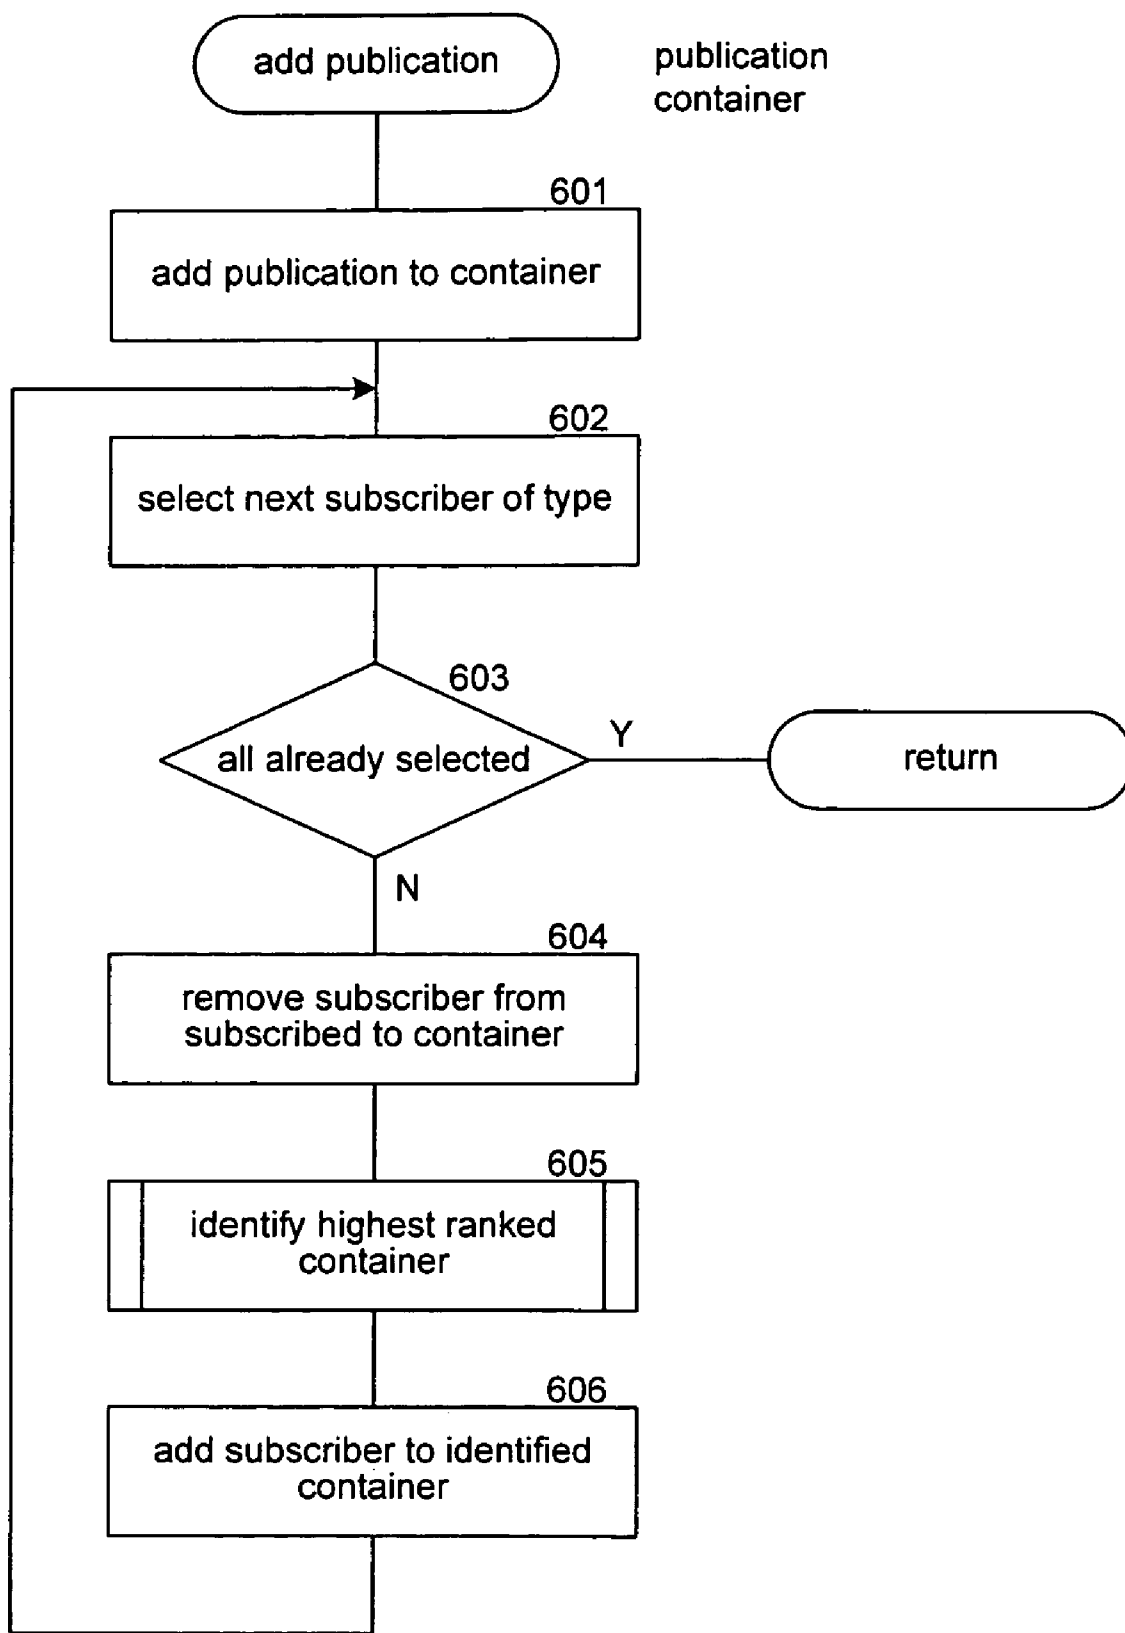 add publication
publication
container
601
add publication to container
602
select next subscriber of type
603
all already selected
Y
return
N
604
remove subscriber from
subscribed to container
605
identify highest ranked
container
606
add subscriber to identified
container